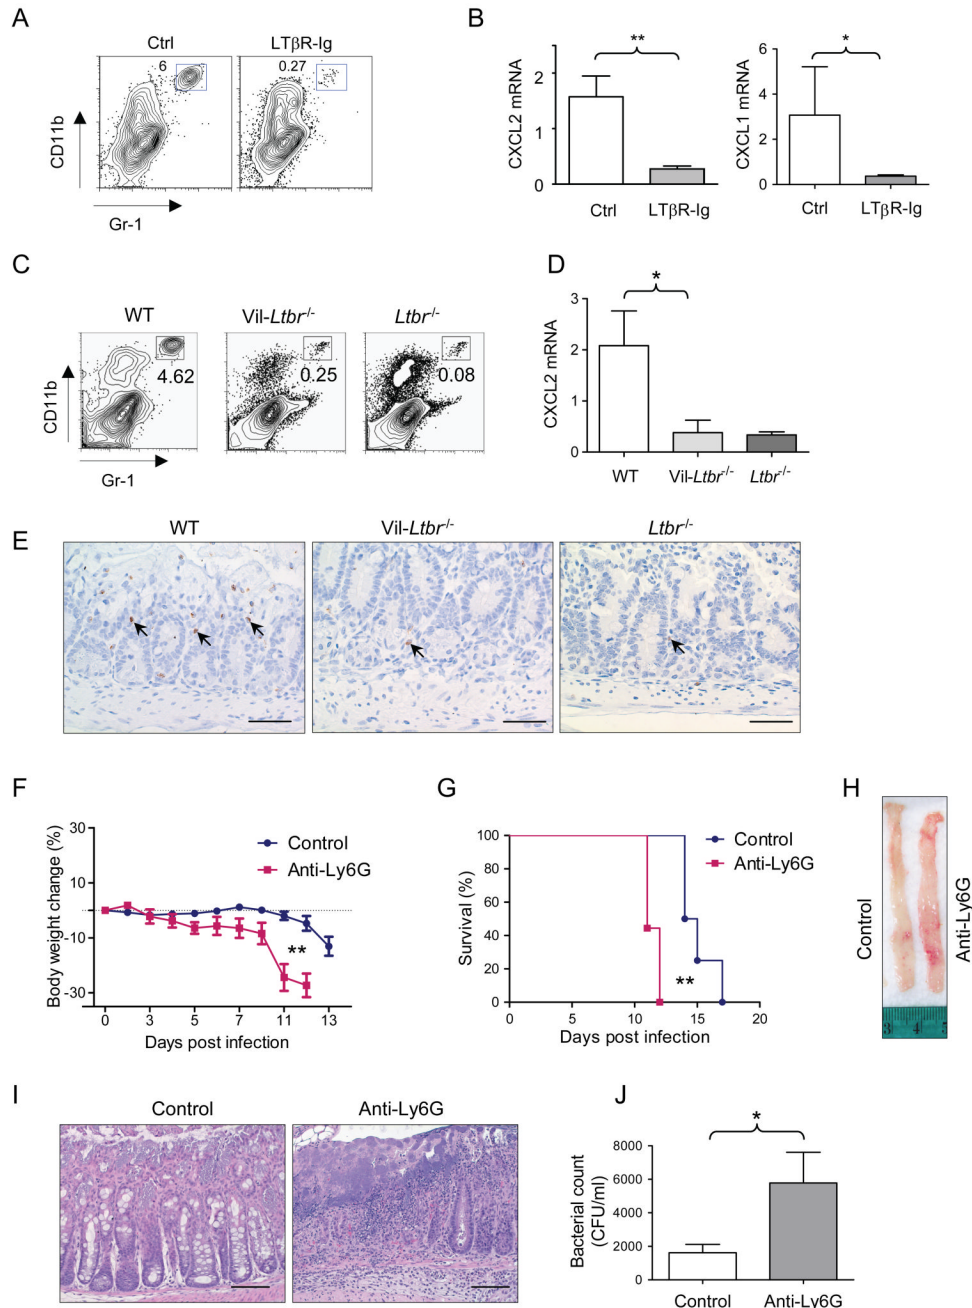 A
Ctrl
LTβR-Ig
6
0.27
CD11b
Gr-1
B
**
CXCL2 mRNA
2
1
0
Ctrl
LTβR-Ig
*
CXCL1 mRNA
6
4
2
0
Ctrl
LTβR-Ig
C
WT
Vil-Ltbr-/-
Ltbr-/-
4.62
0.25
0.08
CD11b
Gr-1
D
*
CXCL2 mRNA
3
2
1
0
WT
Vil-Ltbr-/-
Ltbr-/-
E
WT
Vil-Ltbr-/-
Ltbr-/-
F
Body weight change (%)
30
10
-10
-30
Control
Anti-Ly6G
**
0
3
5
7
11
13
Days post infection
G
Survival (%)
100
80
60
40
20
0
Control
Anti-Ly6G
**
0
5
10
15
20
Days post infection
H
Control
Anti-Ly6G
3
4
I
Control
Anti-Ly6G
J
*
Bacterial count
(CFU/ml)
8000
6000
4000
2000
0
Control
Anti-Ly6G